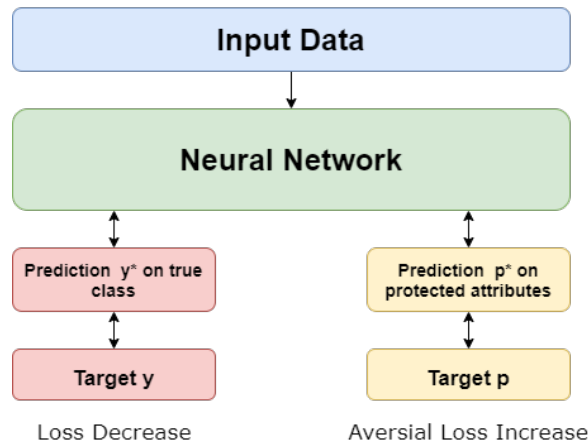 Input Data
Neural Network
Prediction y* on true
class
Prediction p* on
protected attributes
Target y
Target p
Loss Decrease
Aversial Loss Increase